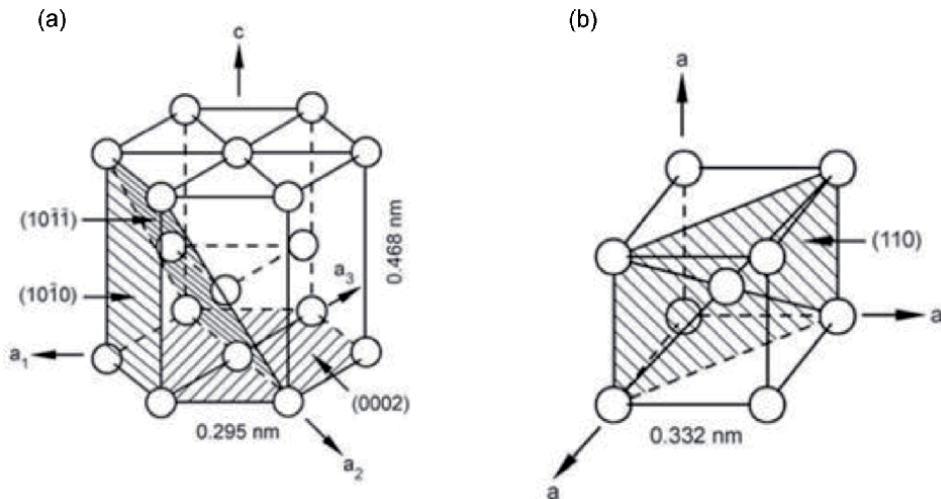 (a)
c
(101̄1̄)
(101̄0)
a₁
a₂
a₃
0.468 nm
(0002)
0.295 nm
(b)
a
(110)
a
0.332 nm
a